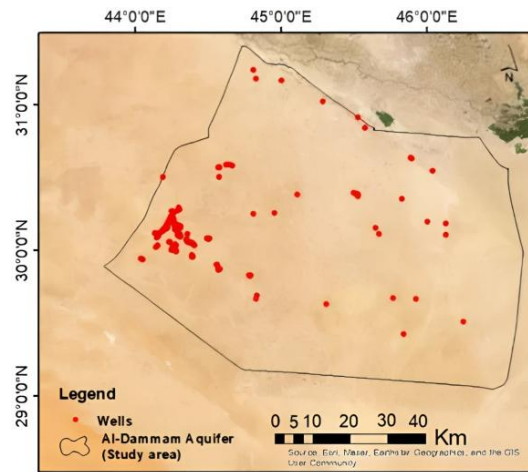 44°0'0"E 45°0'0"E 46°0'0"E
31°0'0"N
30°0'0"N
29°0'0"N
N
Legend
Wells
Al-Dammam Aquifer
(Study area)
0 5 10 20 30 40
Km
Source: Esri, Maxar, Earthstar Geographics, and the GIS
User Community